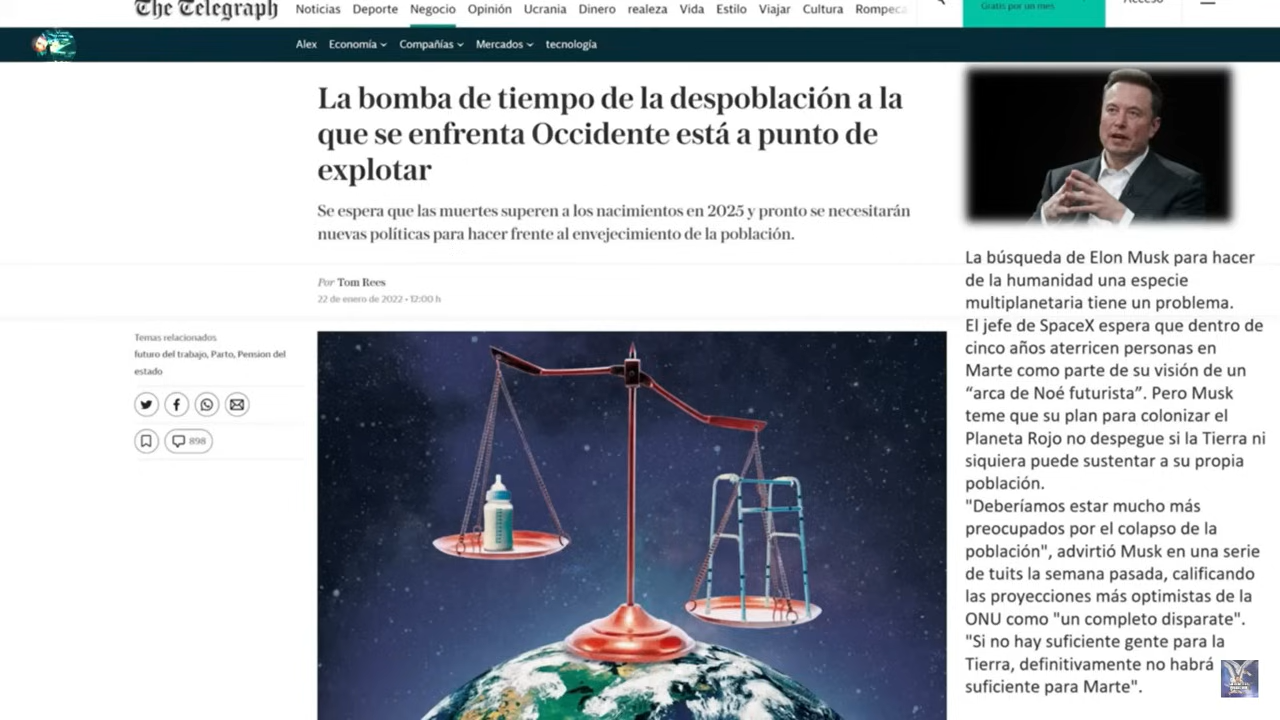 The Telegraph
Noticias Deporte Negocio Opinión Ucrania Dinero realeza Vida Estilo Viajar Cultura Rompeca
Gratis por un mes
Acceso
Alex Economía Compañías Mercados tecnología
La bomba de tiempo de la despoblación a la
que se enfrenta Occidente está a punto de
explotar
Se espera que las muertes superen a los nacimientos en 2025 y pronto se necesitarán
nuevas políticas para hacer frente al envejecimiento de la población.
Por Tom Rees
22 de enero de 2022 • 12:00 h
Temas relacionados
futuro del trabajo, Parto, Pension del
estado
898
La búsqueda de Elon Musk para hacer
de la humanidad una especie
multiplanetaria tiene un problema.
El jefe de SpaceX espera que dentro de
cinco años aterricen personas en
Marte como parte de su visión de un
“arca de Noé futurista”. Pero Musk
teme que su plan para colonizar el
Planeta Rojo no despegue si la Tierra ni
siquiera puede sustentar a su propia
población.
"Deberíamos estar mucho más
preocupados por el colapso de la
población", advirtió Musk en una serie
de tuits la semana pasada, calificando
las proyecciones más optimistas de la
ONU como "un completo disparate".
"Si no hay suficiente gente para la
Tierra, definitivamente no habrá
suficiente para Marte".